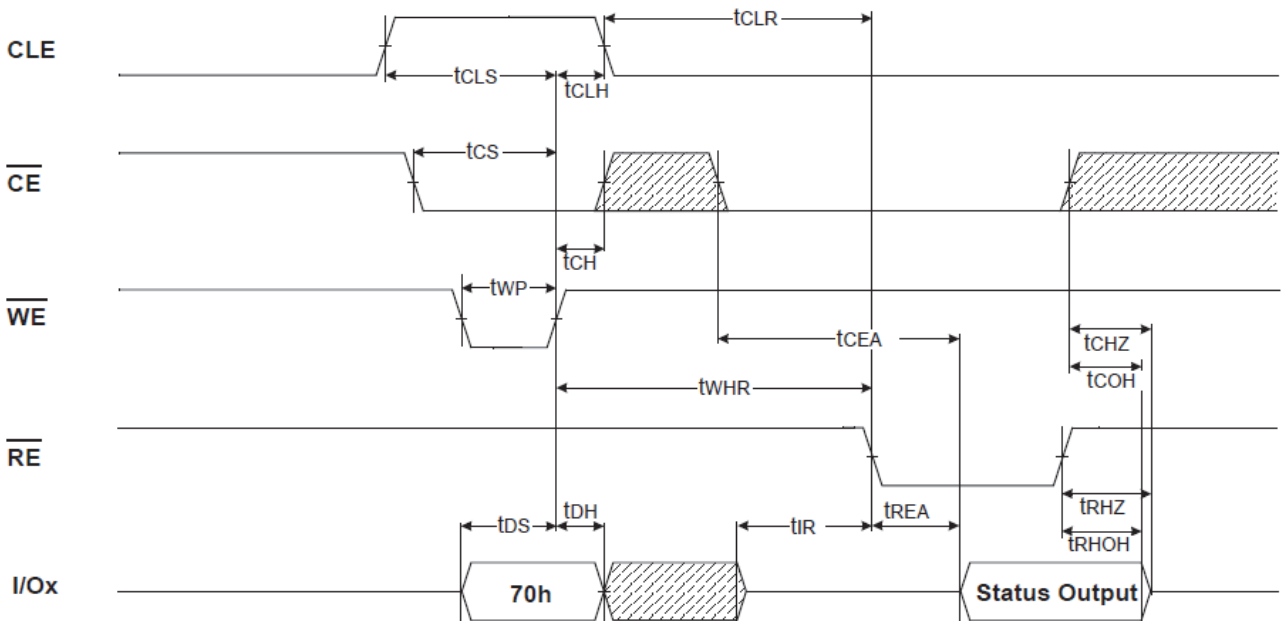 tCLR
CLE
tCLS
tCLH
tCS
CE
tCH
tWP
WE
tCEA
tCHZ
tCOH
tWHR
RE
tDS
tDH
tIR
tREA
tRHZ
tRHOH
I/Ox
70h
Status Output